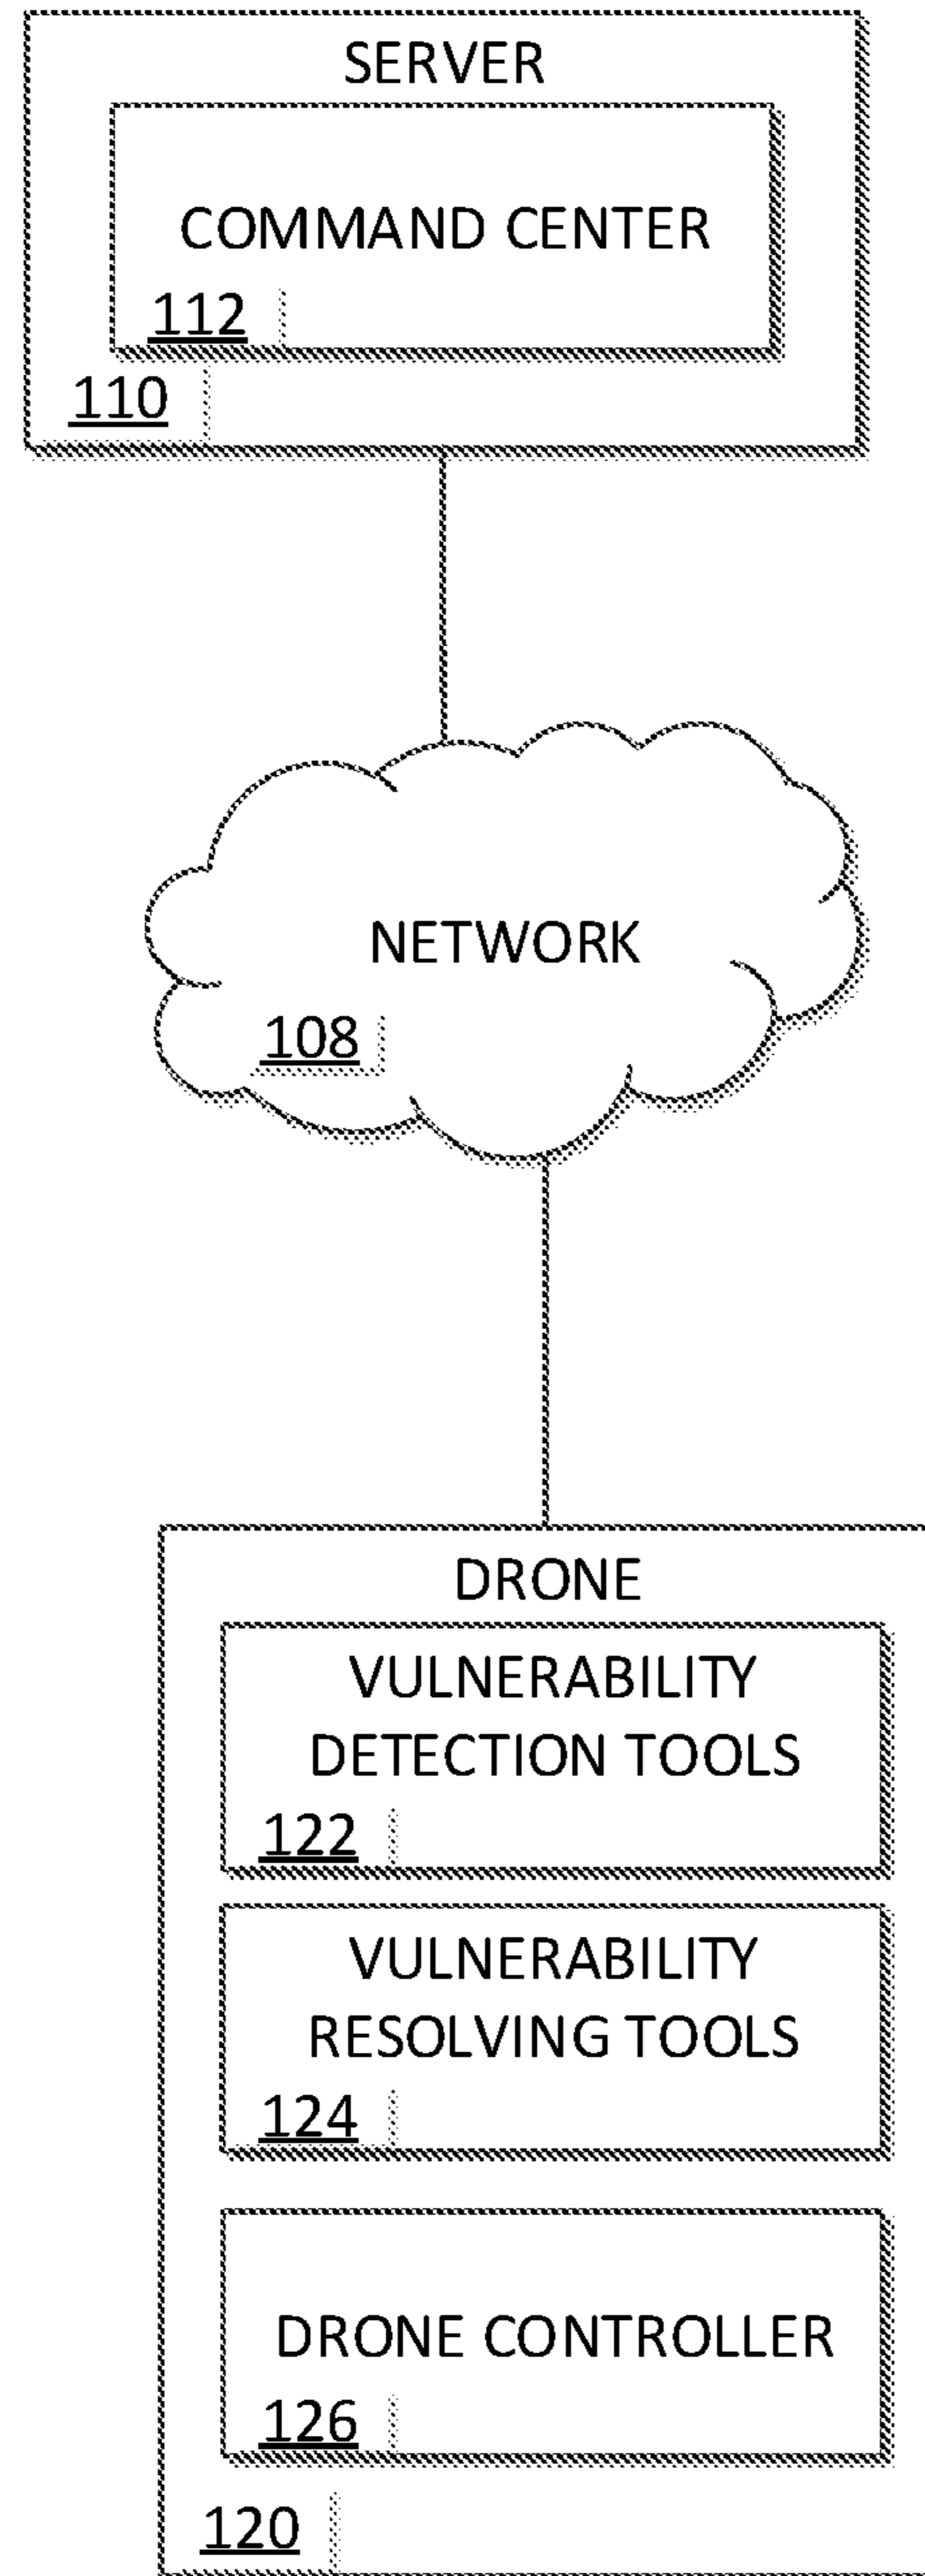 SERVER
COMMAND CENTER
112
110
NETWORK
108
DRONE
VULNERABILITY
DETECTION TOOLS
122
VULNERABILITY
RESOLVING TOOLS
124
DRONE CONTROLLER
126
120